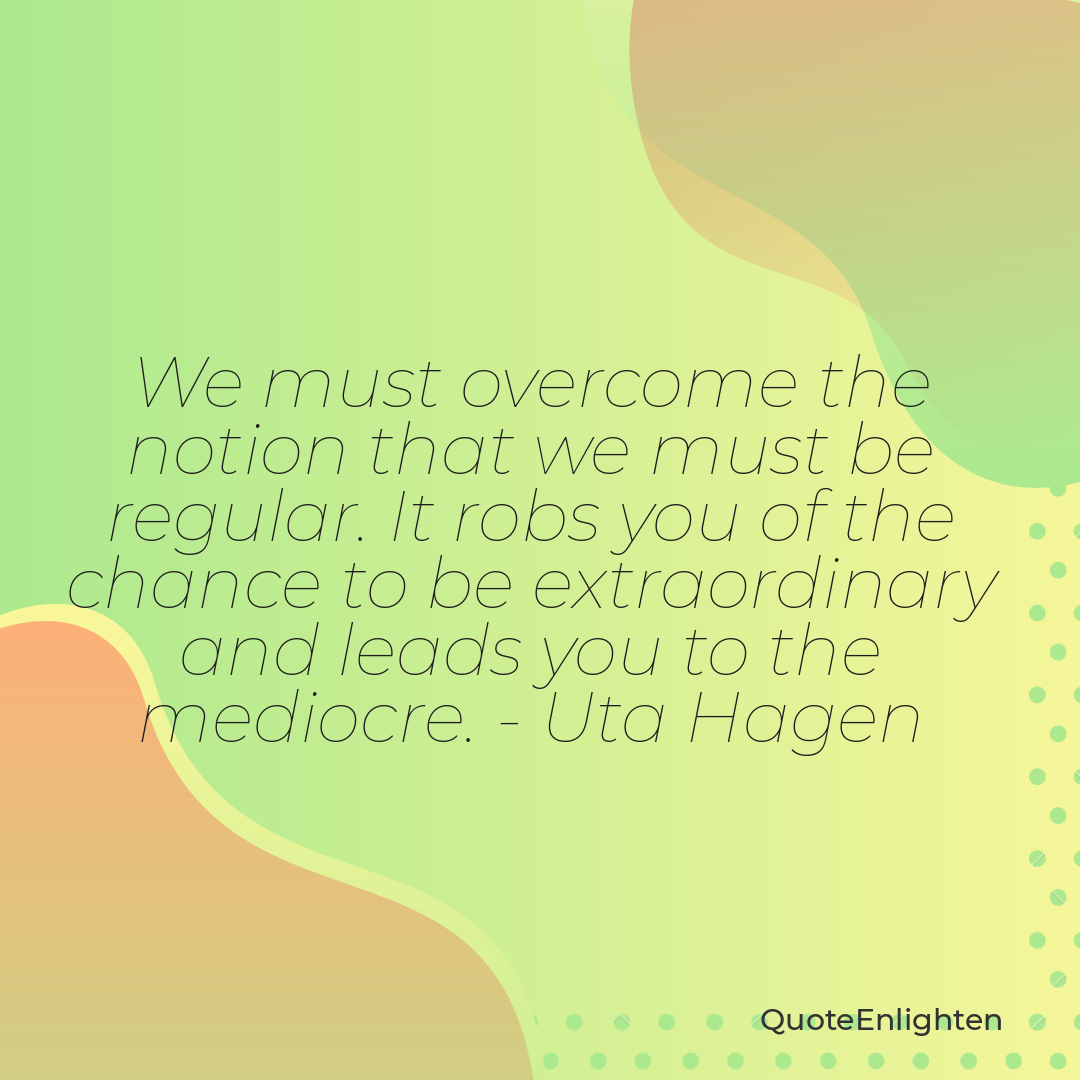 We must overcome the
notion that we must be
regular. It robs you of the
chance to be extraordinary
and leads you to the
mediocre. - Uta Hagen
QuoteEnlighten